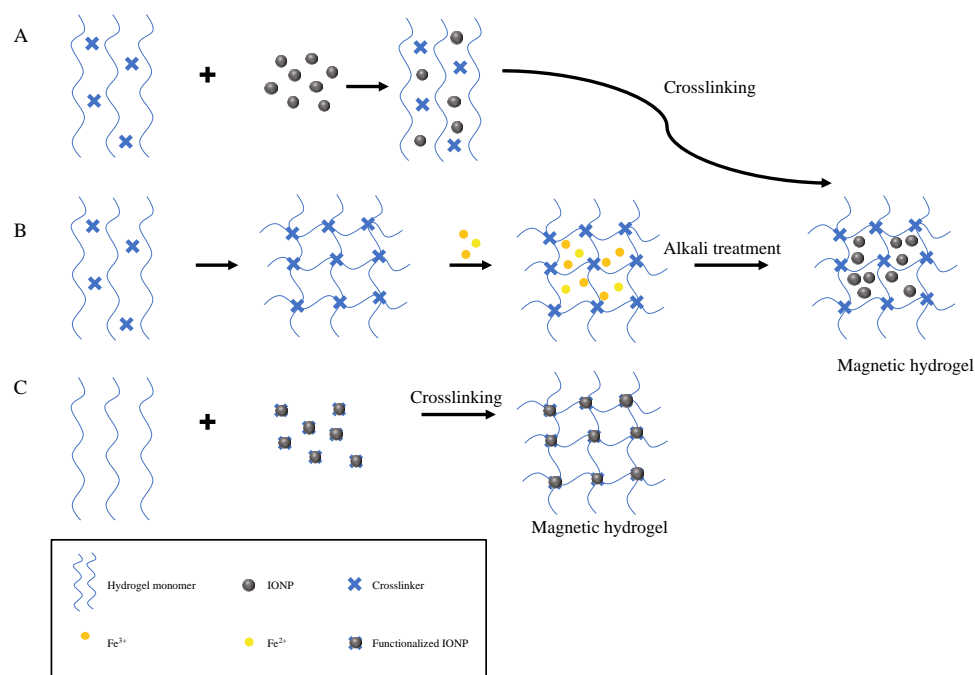 A
Crosslinking
B
Alkali treatment
Magnetic hydrogel
C
Crosslinking
Magnetic hydrogel
Hydrogel monomer
IONP
Crosslinker
Fe³⁺
Fe²⁺
Functionalized IONP